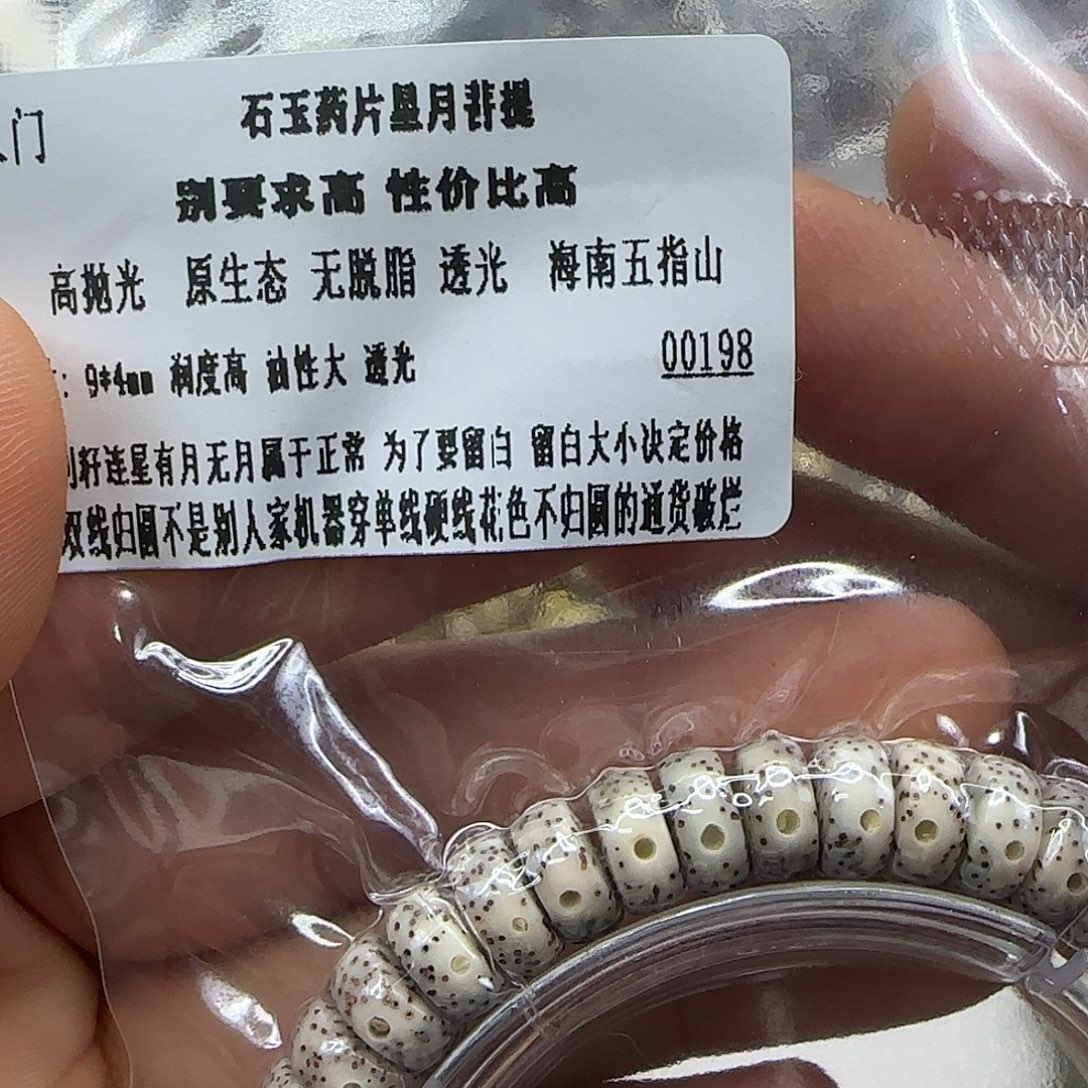 门
石玉药片星月菩提
别要求高 性价比高
高抛光 原生态 无脱脂 透光 海南五指山
: 9*4mm 润度高 油性大 透光
00198
轩连星有月无月属于正常 为了要留白 留白大小决定价格
双线归圆不是别人家机器穿单线硬线花色不归圆的通货破烂